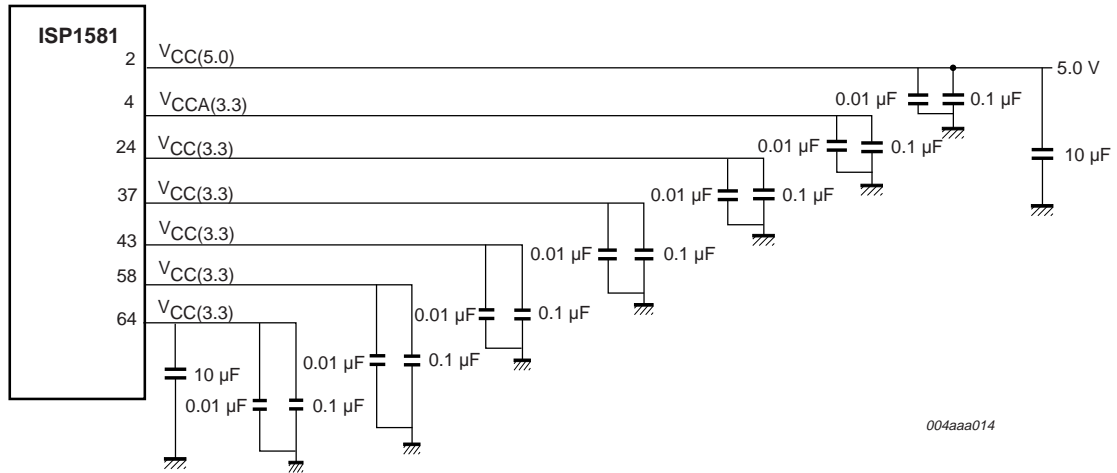 ISP1581
2 VCC(5.0)
5.0 V
0.01 µF 0.1 µF
4 VCCA(3.3)
0.01 µF 0.1 µF
10 µF
24 VCC(3.3)
0.01 µF 0.1 µF
37 VCC(3.3)
0.01 µF 0.1 µF
43 VCC(3.3)
0.01 µF 0.1 µF
58 VCC(3.3)
0.01 µF 0.1 µF
64 VCC(3.3)
10 µF
0.01 µF 0.1 µF
004aaa014